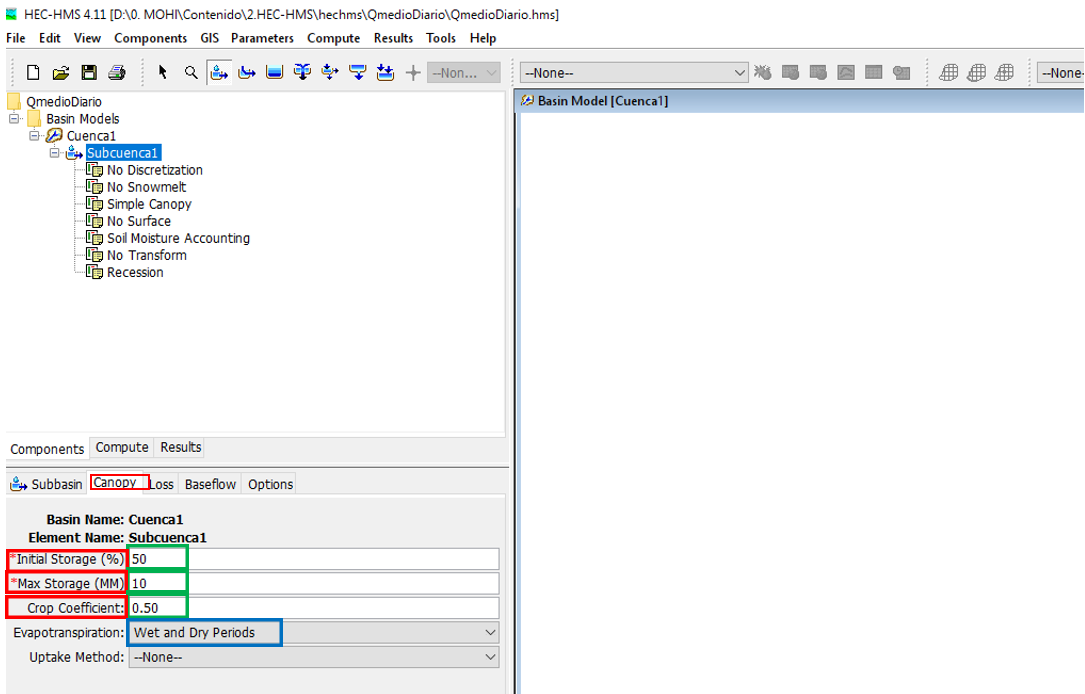 HEC-HMS 4.11 [D:\0. MOHI\Contenido\2.HEC-HMS\hechms\QmedioDiario\QmedioDiario.hms]
File Edit View Components GIS Parameters Compute Results Tools Help
--Non... --None-- --None-
QmedioDiario
Basin Models
Cuenca1
Subcuenca1
No Discretization
No Snowmelt
Simple Canopy
No Surface
Soil Moisture Accounting
No Transform
Recession
Components Compute Results
Basin Model [Cuenca1]
Subbasin Canopy Loss Baseflow Options
Basin Name: Cuenca1
Element Name: Subcuenca1
*Initial Storage (%) 50
*Max Storage (MM) 10
Crop Coefficient: 0.50
Evapotranspiration: Wet and Dry Periods
Uptake Method: --None--